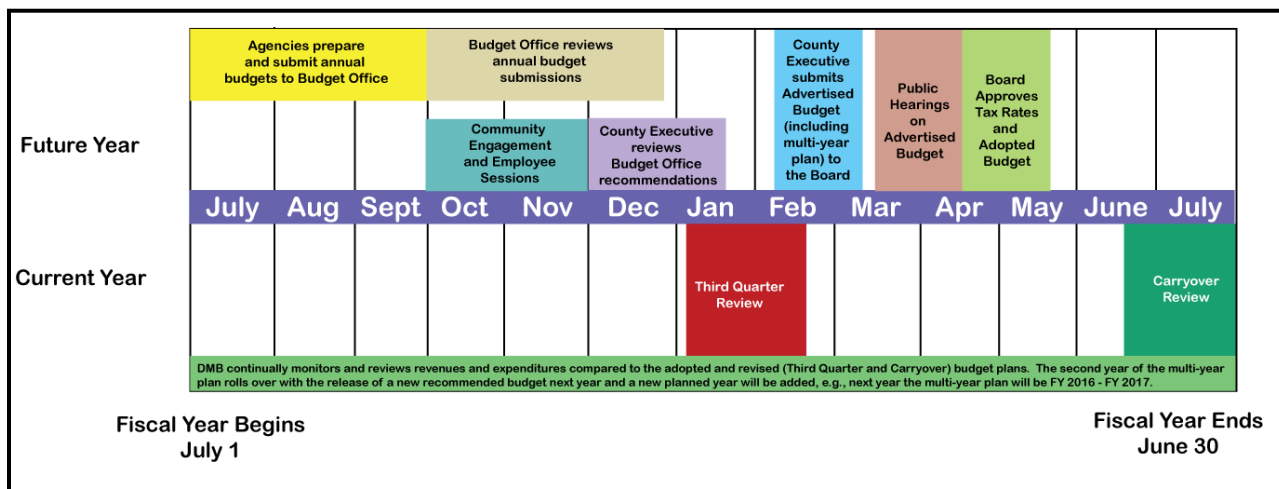 Agencies prepare
and submit annual
budgets to Budget Office
Budget Office reviews
annual budget
submissions
County
Executive
submits
Advertised
Budget
(including
multi-year
plan) to
the Board
Public
Hearings
on
Advertised
Budget
Board
Approves
Tax Rates
and
Adopted
Budget
Future Year
Community
Engagement
and Employee
Sessions
County Executive
reviews
Budget Office
recommendations
July Aug Sept Oct Nov Dec Jan Feb Mar Apr May June July
Current Year
Third Quarter
Review
Carryover
Review
DMB continually monitors and reviews revenues and expenditures compared to the adopted and revised (Third Quarter and Carryover) budget plans. The second year of the multi-year
plan rolls over with the release of a new recommended budget next year and a new planned year will be added, e.g., next year the multi-year plan will be FY 2016 - FY 2017.
Fiscal Year Begins
July 1
Fiscal Year Ends
June 30